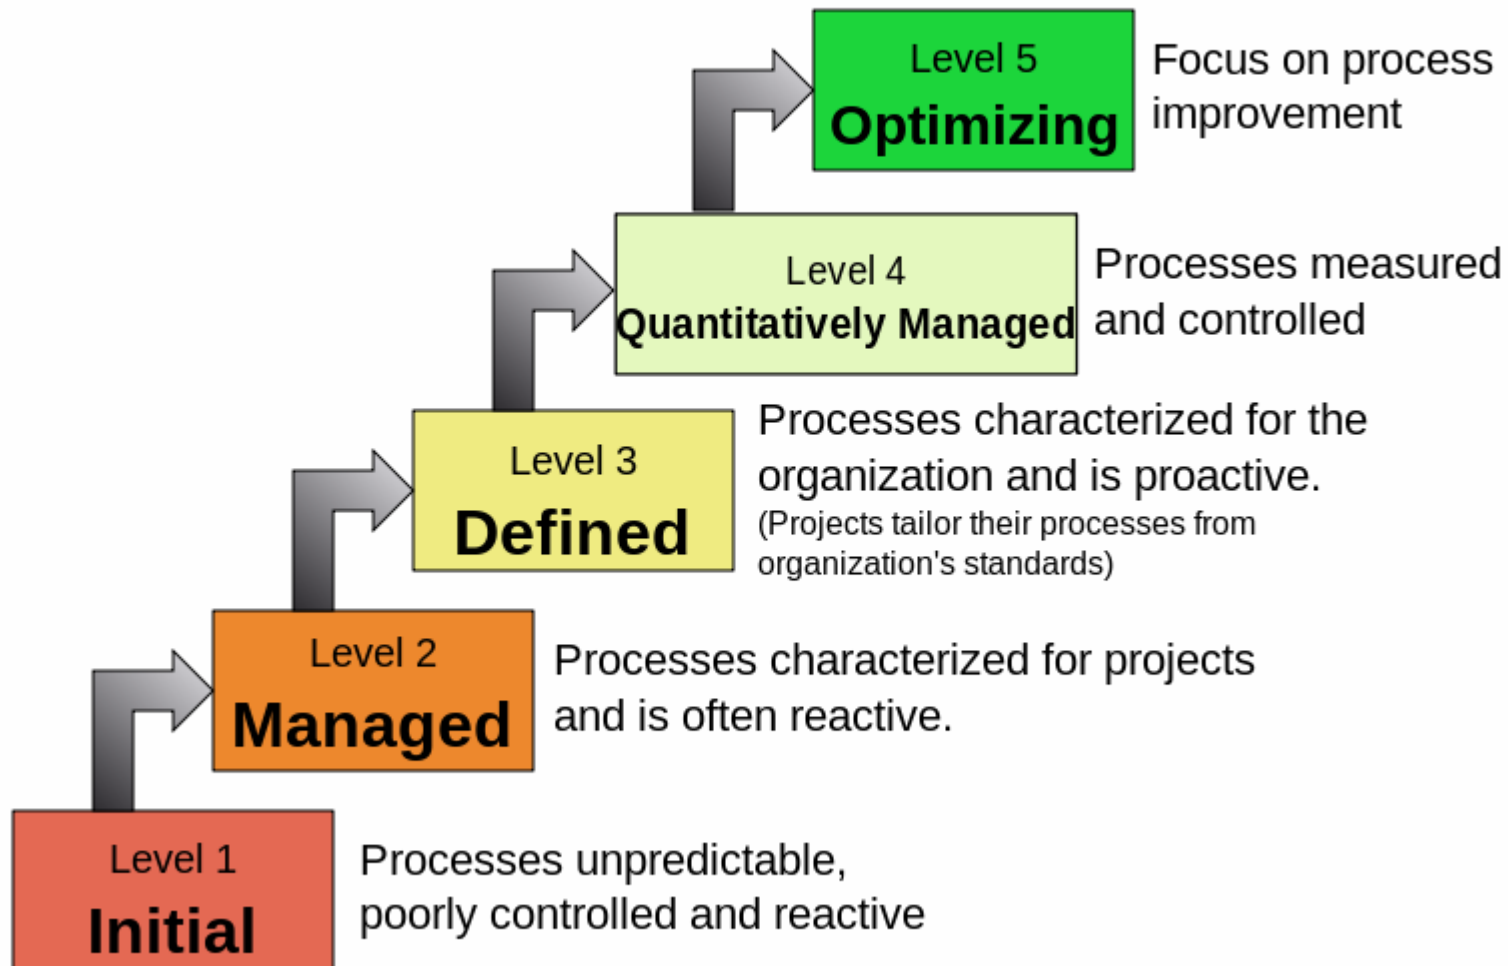 Level 5
Optimizing
Focus on process
improvement
Level 4
Quantitatively Managed
Processes measured
and controlled
Level 3
Defined
Processes characterized for the
organization and is proactive.
(Projects tailor their processes from
organization's standards)
Level 2
Managed
Processes characterized for projects
and is often reactive.
Level 1
Initial
Processes unpredictable,
poorly controlled and reactive